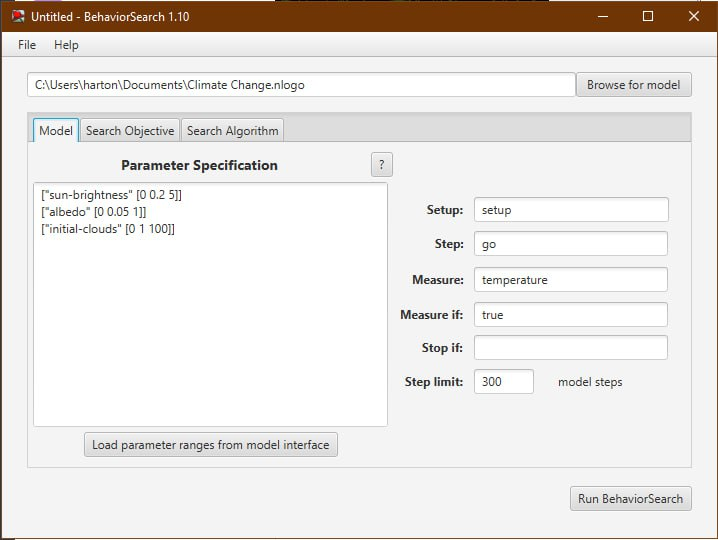 Untitled - BehaviorSearch 1.10
File Help
C:\Users\harton\Documents\Climate Change.nlogo
Browse for model
Model Search Objective Search Algorithm
Parameter Specification ?
["sun-brightness" [0 0.2 5]]
["albedo" [0 0.05 1]]
["initial-clouds" [0 1 100]]
Load parameter ranges from model interface
Setup: setup
Step: go
Measure: temperature
Measure if: true
Stop if:
Step limit: 300 model steps
Run BehaviorSearch